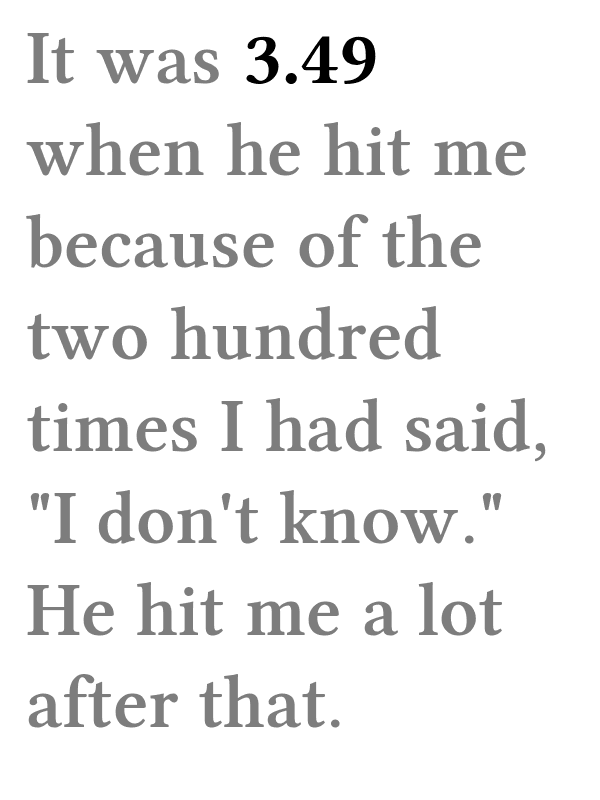 It was 3.49
when he hit me
because of the
two hundred
times I had said,
"I don't know."
He hit me a lot
after that.